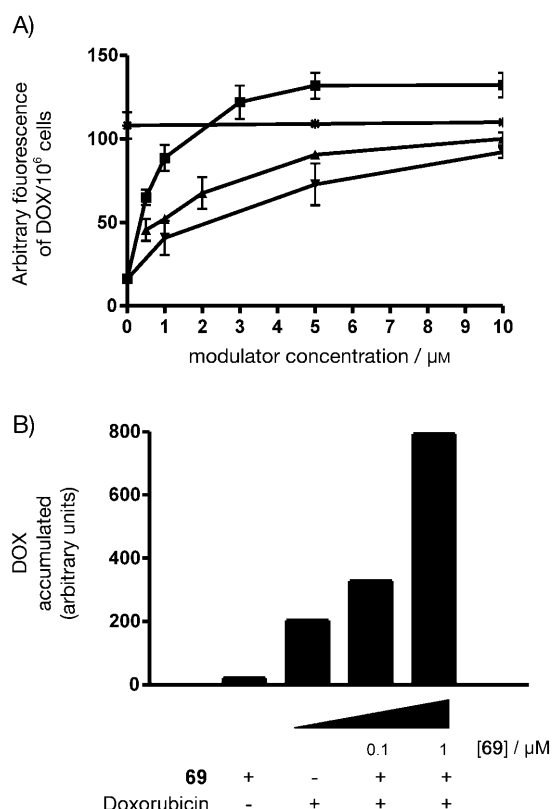 A)
150
100
50
0
Arbitrary föuorescence
of DOX/10⁶ cells
0 1 2 3 4 5 6 7 8 9 10
modulator concentration / µM
B)
800
600
400
200
0
DOX
accumulated
(arbitrary units)
0.1 1 [69] / µM
69 + - + +
Doxorubicin - + + +